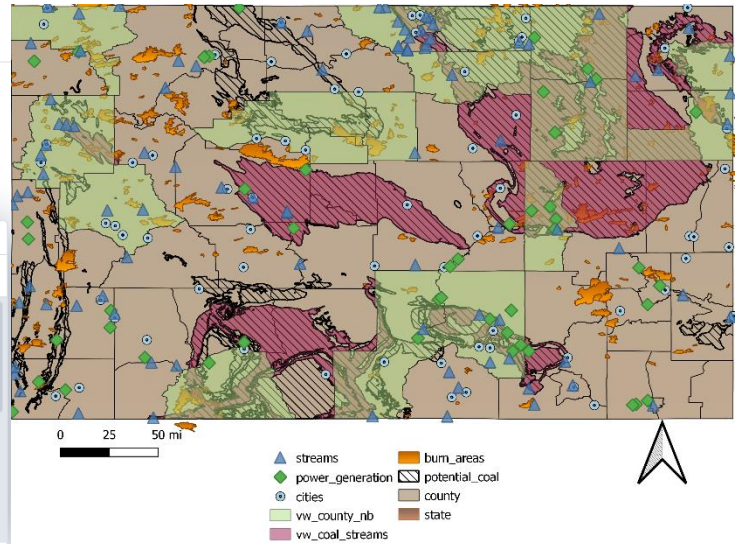 0 25 50 mi
streams burn_areas
power_generation potential_coal
cities county
vw_county_nb state
vw_coal_streams